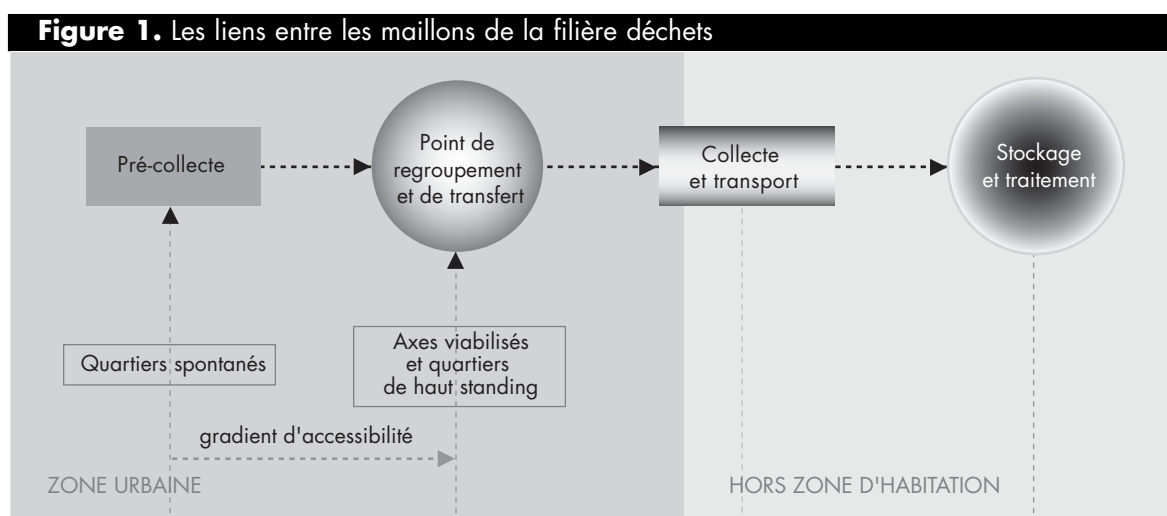 Figure 1. Les liens entre les maillons de la filière déchets
Pré-collecte
Point de
regroupement
et de transfert
Collecte
et transport
Stockage
et traitement
Quartiers spontanés
Axes viabilisés
et quartiers
de haut standing
gradient d'accessibilité
ZONE URBAINE
HORS ZONE D'HABITATION